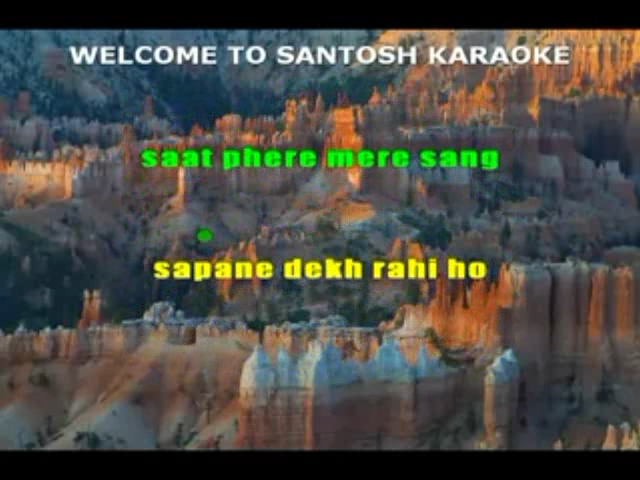 WELCOME TO SANTOSH KARAOKE
saat phere mere sang
sapane dekh rahi ho